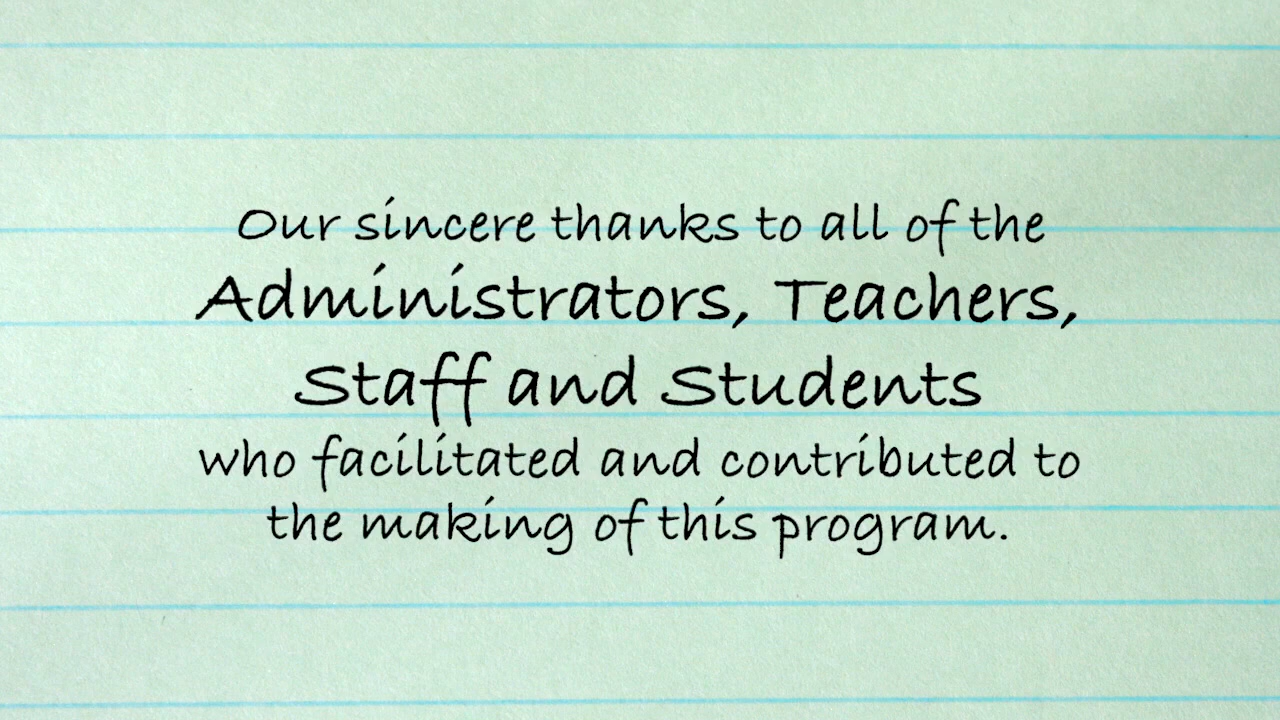 Our sincere thanks to all of the
Administrators, Teachers,
Staff and Students
who facilitated and contributed to
the making of this program.